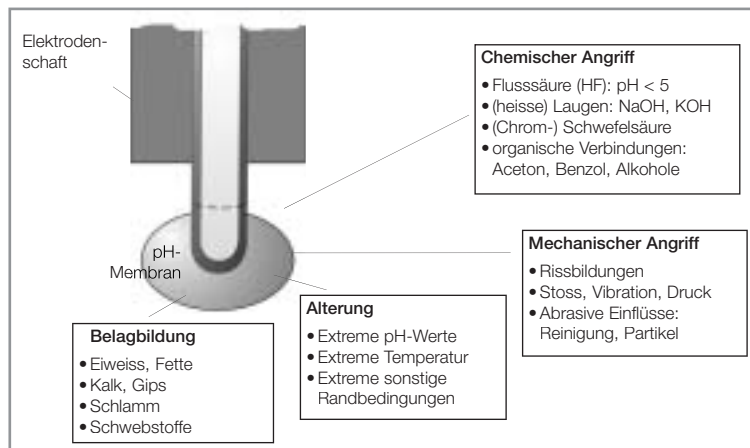 Elektroden-
schaft
Chemischer Angriff
• Flusssäure (HF): pH < 5
• (heisse) Laugen: NaOH, KOH
• (Chrom-) Schwefelsäure
• organische Verbindungen:
Aceton, Benzol, Alkohole
pH-
Membran
Mechanischer Angriff
• Rissbildungen
• Stoss, Vibration, Druck
• Abrasive Einflüsse:
Reinigung, Partikel
Alterung
• Extreme pH-Werte
• Extreme Temperatur
• Extreme sonstige
Randbedingungen
Belagbildung
• Eiweiss, Fette
• Kalk, Gips
• Schlamm
• Schwebstoffe